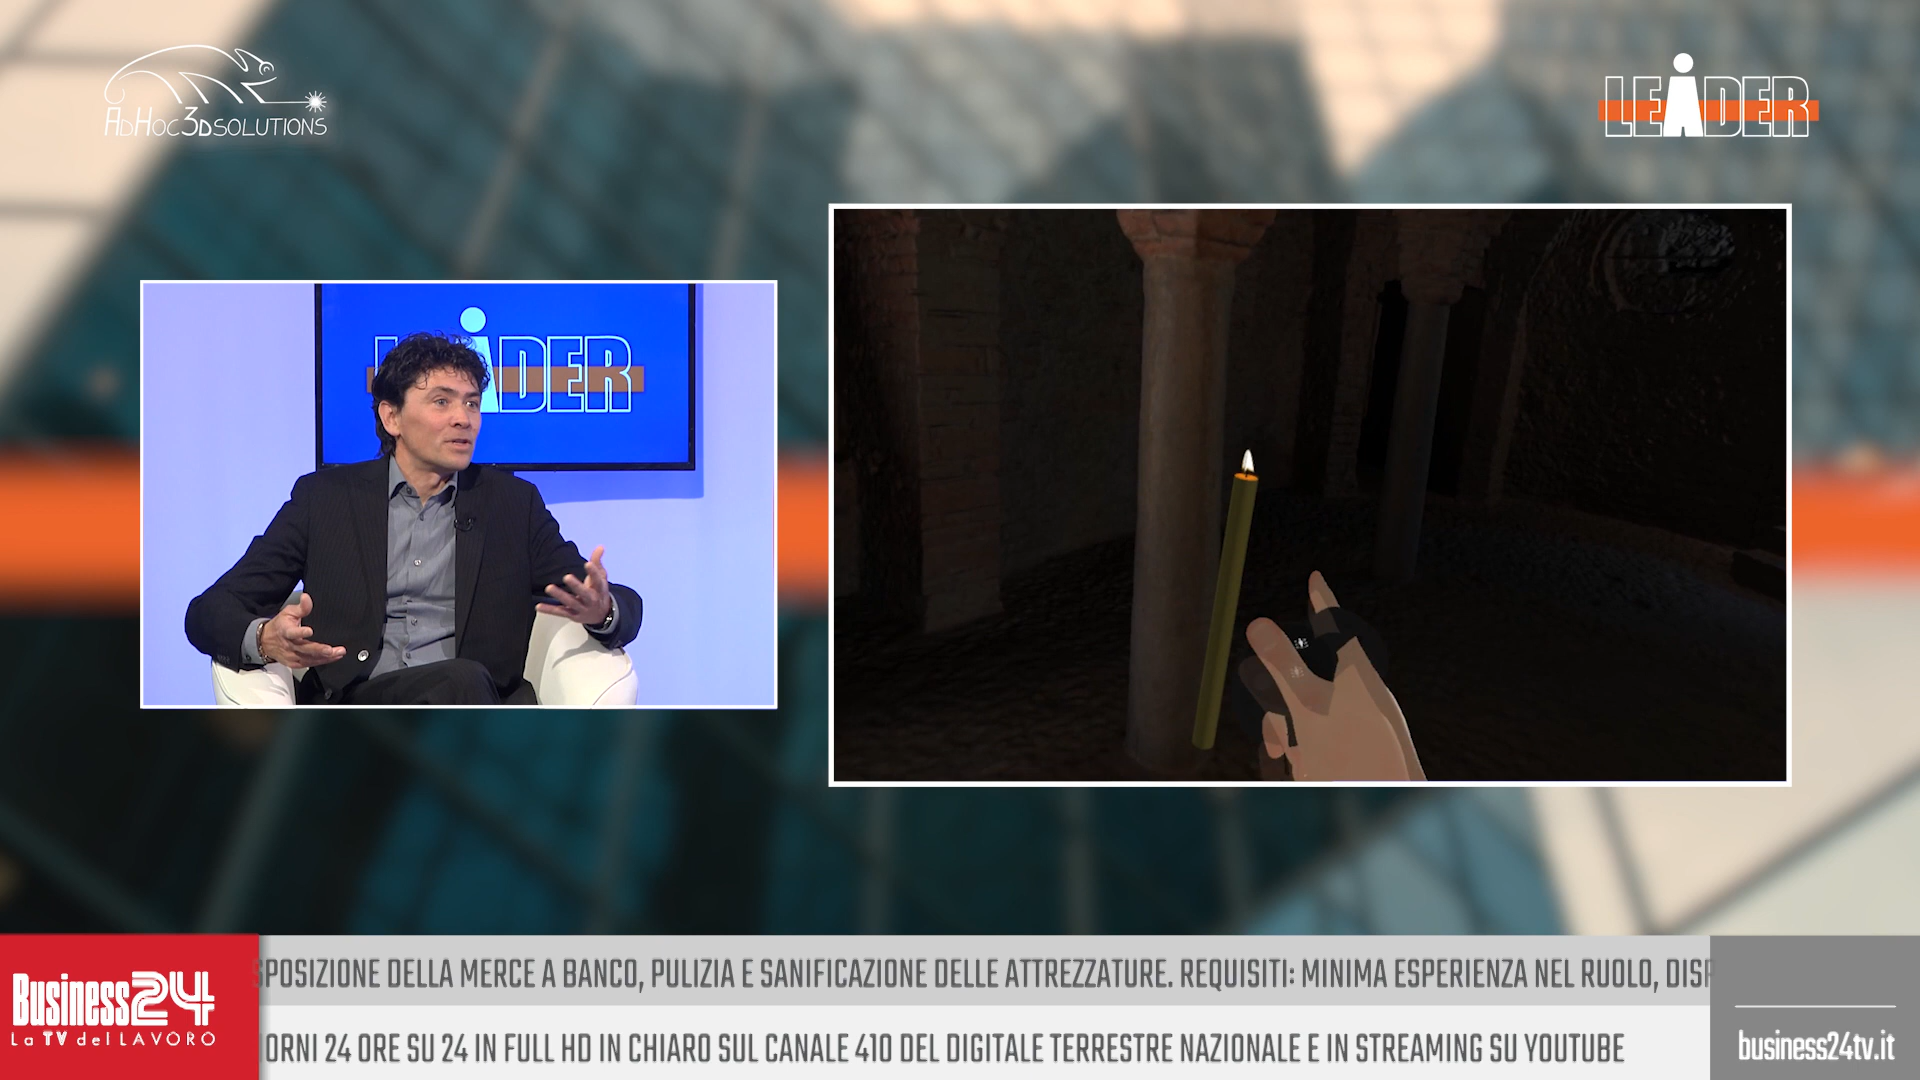 AdHoc3dSOLUTIONS
LEADER
DER
SPOSIZIONE DELLA MERCE A BANCO, PULIZIA E SANIFICAZIONE DELLE ATTREZZATURE. REQUISITI: MINIMA ESPERIENZA NEL RUOLO, DISP
Business24
La TV del LAVORO
ORNI 24 ORE SU 24 IN FULL HD IN CHIARO SUL CANALE 410 DEL DIGITALE TERRESTRE NAZIONALE E IN STREAMING SU YOUTUBE
business24tv.it